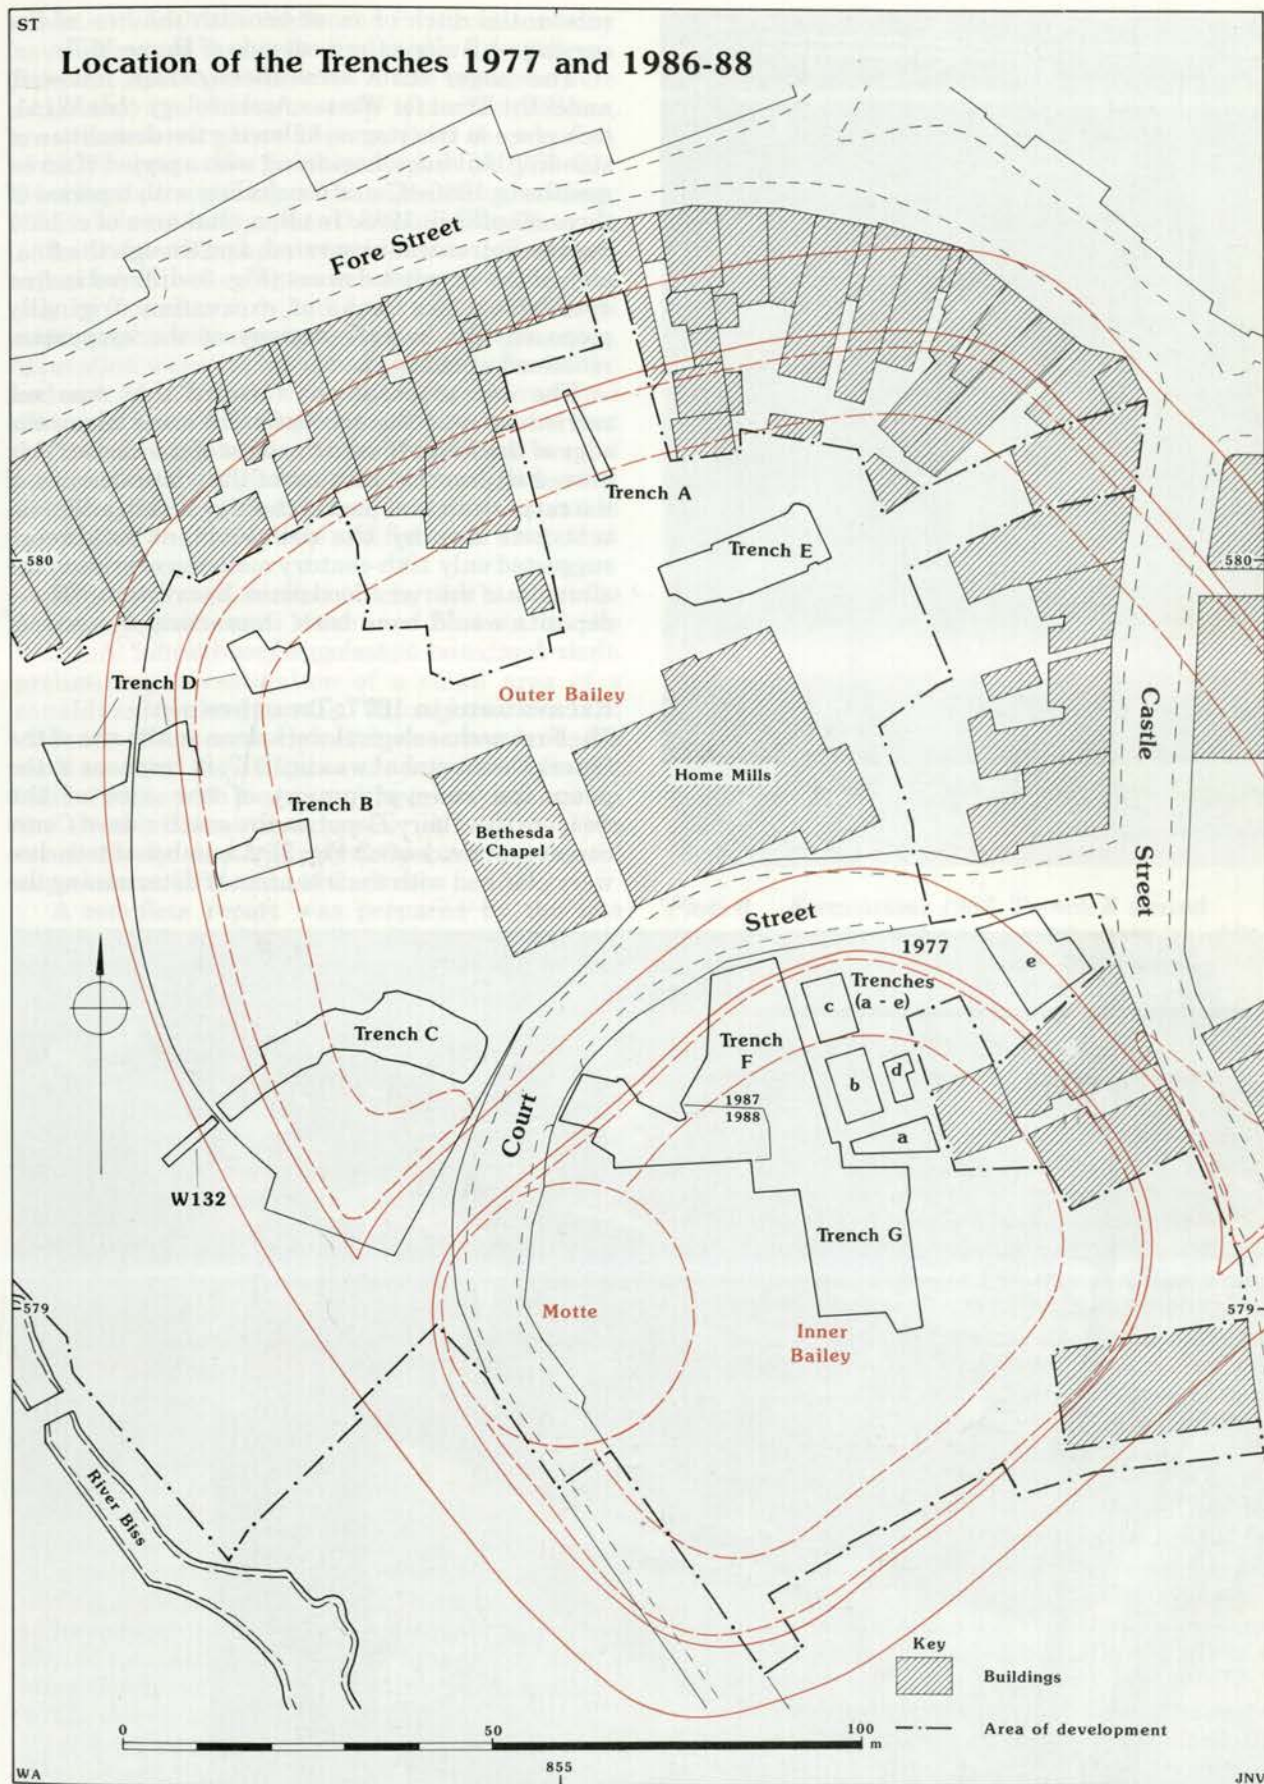 ST
Location of the Trenches 1977 and 1986-88
Fore Street
Trench A
Trench E
580
580
Trench D
Outer Bailey
Castle Street
Home Mills
Trench B
Bethesda
Chapel
Street
1977
Trenches
(a - e)
e
c
Trench C
Trench
F
b
d
1987
1988
Court
a
W132
Trench G
579
579
Motte
Inner
Bailey
River Biss
Key
Buildings
Area of development
0
50
100
m
WA
855
JNV